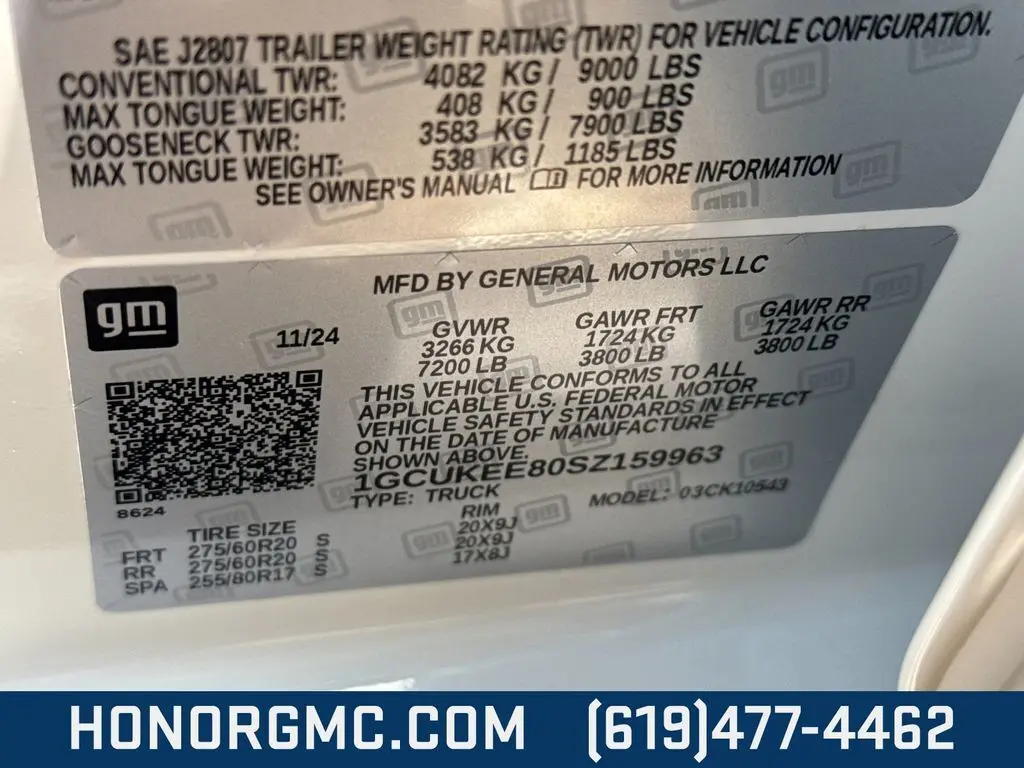 SAE J2807 TRAILER WEIGHT RATING (TWR) FOR VEHICLE CONFIGURATION.
CONVENTIONAL TWR: 4082 KG/ 9000 LBS
MAX TONGUE WEIGHT: 408 KG/ 900 LBS
GOOSENECK TWR: 3583 KG/ 7900 LBS
MAX TONGUE WEIGHT: 538 KG/ 1185 LBS
SEE OWNER'S MANUAL FOR MORE INFORMATION
gm
MFD BY GENERAL MOTORS LLC
11/24
GVWR GAWR FRT GAWR RR
3266 KG 1724 KG 1724 KG
7200 LB 3800 LB 3800 LB
THIS VEHICLE CONFORMS TO ALL
APPLICABLE U.S. FEDERAL MOTOR
VEHICLE SAFETY STANDARDS IN EFFECT
ON THE DATE OF MANUFACTURE
SHOWN ABOVE.
1GCUKEE80SZ159963
TYPE: TRUCK MODEL: 03CK10543
8624
TIRE SIZE RIM
FRT 275/60R20 S 20X9J
RR 275/60R20 S 20X9J
SPA 255/80R17 S 17X8J
HONORGMC.COM (619)477-4462